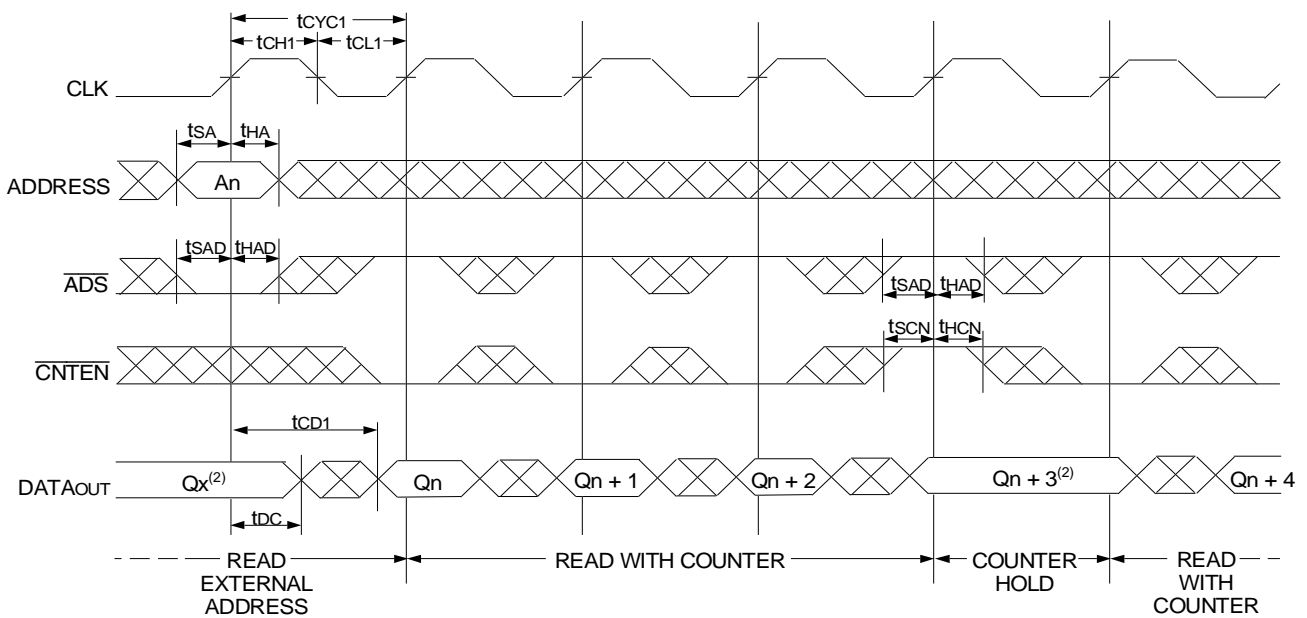 tCYC1
tCH1 tCL1
CLK
tSA tHA
ADDRESS An
tSAD tHAD
ADS
tSAD tHAD
tSCN tHCN
CNTEN
tCD1
DATAOUT Qx(2) Qn Qn + 1 Qn + 2 Qn + 3(2) Qn + 4
tDC
READ EXTERNAL ADDRESS
READ WITH COUNTER
COUNTER HOLD
READ WITH COUNTER